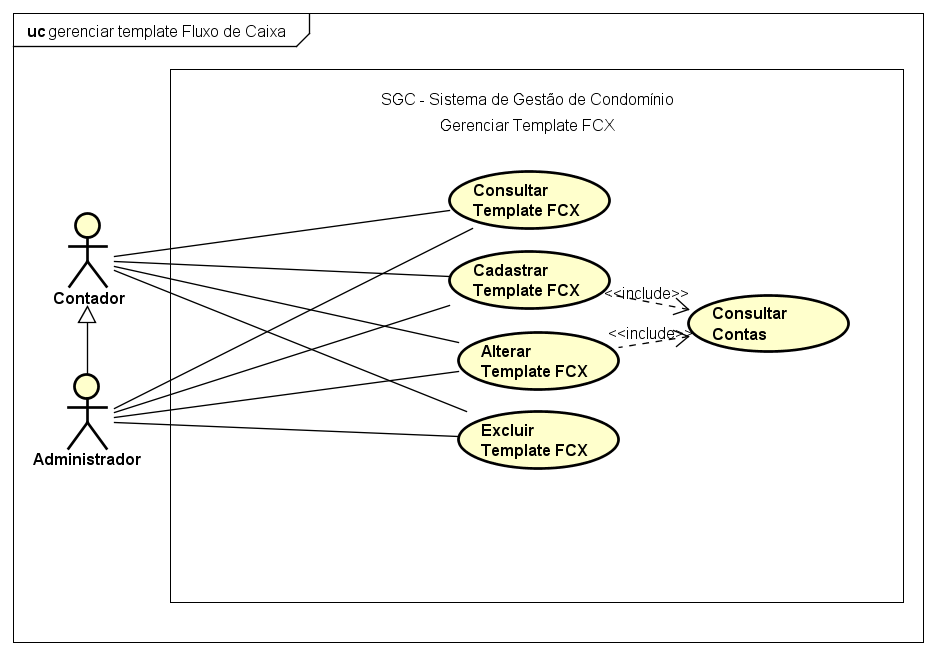 uc gerenciar template Fluxo de Caixa
SGC - Sistema de Gestão de Condomínio
Gerenciar Template FCX
Consultar
Template FCX
Contador
Cadastrar
Template FCX
<<include>>
Consultar
Contas
<<include>>
Alterar
Template FCX
Administrador
Excluir
Template FCX